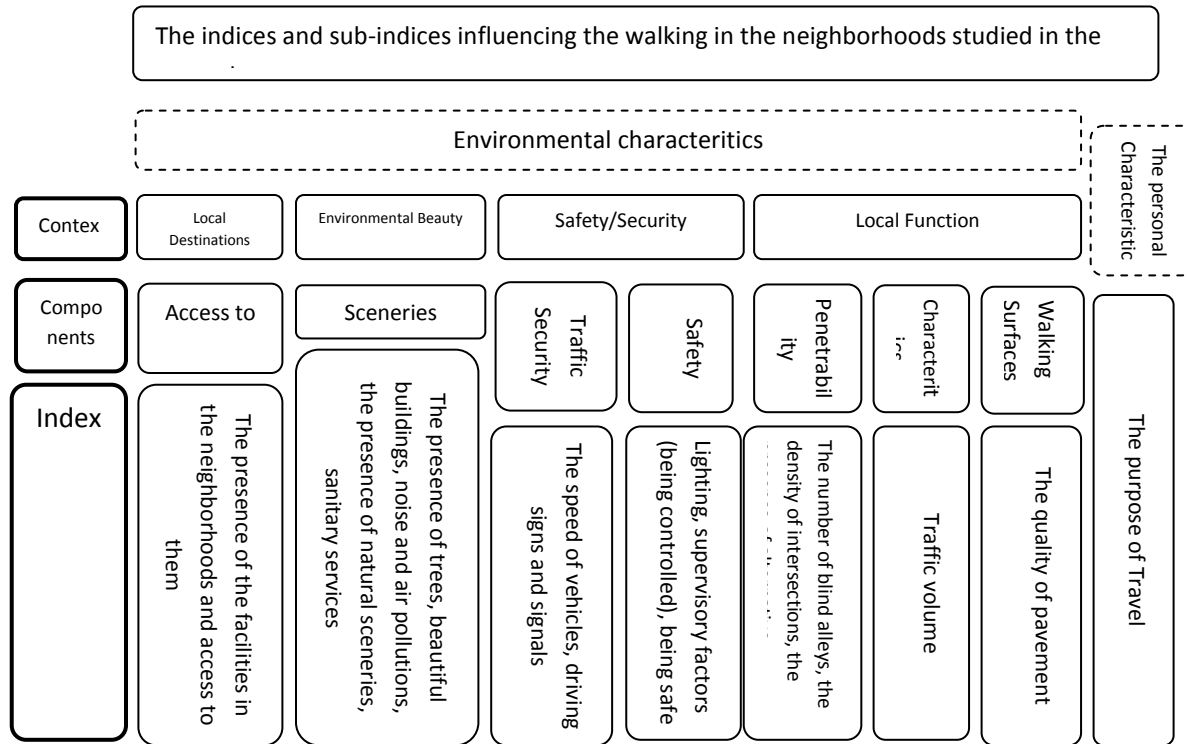 The indices and sub-indices influencing the walking in the neighborhoods studied in the
Environmental characteritics
The personal
Characteristic
Contex
Local
Destinations
Environmental Beauty
Safety/Security
Local Function
Compo
nents
Access to
Sceneries
Traffic
Security
Safety
Penetrabil
ity
Characterit
Walking
Surfaces
The purpose of Travel
Index
The presence of the facilities in
the neighborhoods and access to
them
The presence of trees, beautiful
buildings, noise and air pollutions,
the presence of natural sceneries,
sanitary services
The speed of vehicles, driving
signs and signals
Lighting, supervisory factors
(being controlled), being safe
The number of blind alleys, the
density of intersections, the
Traffic volume
The quality of pavement